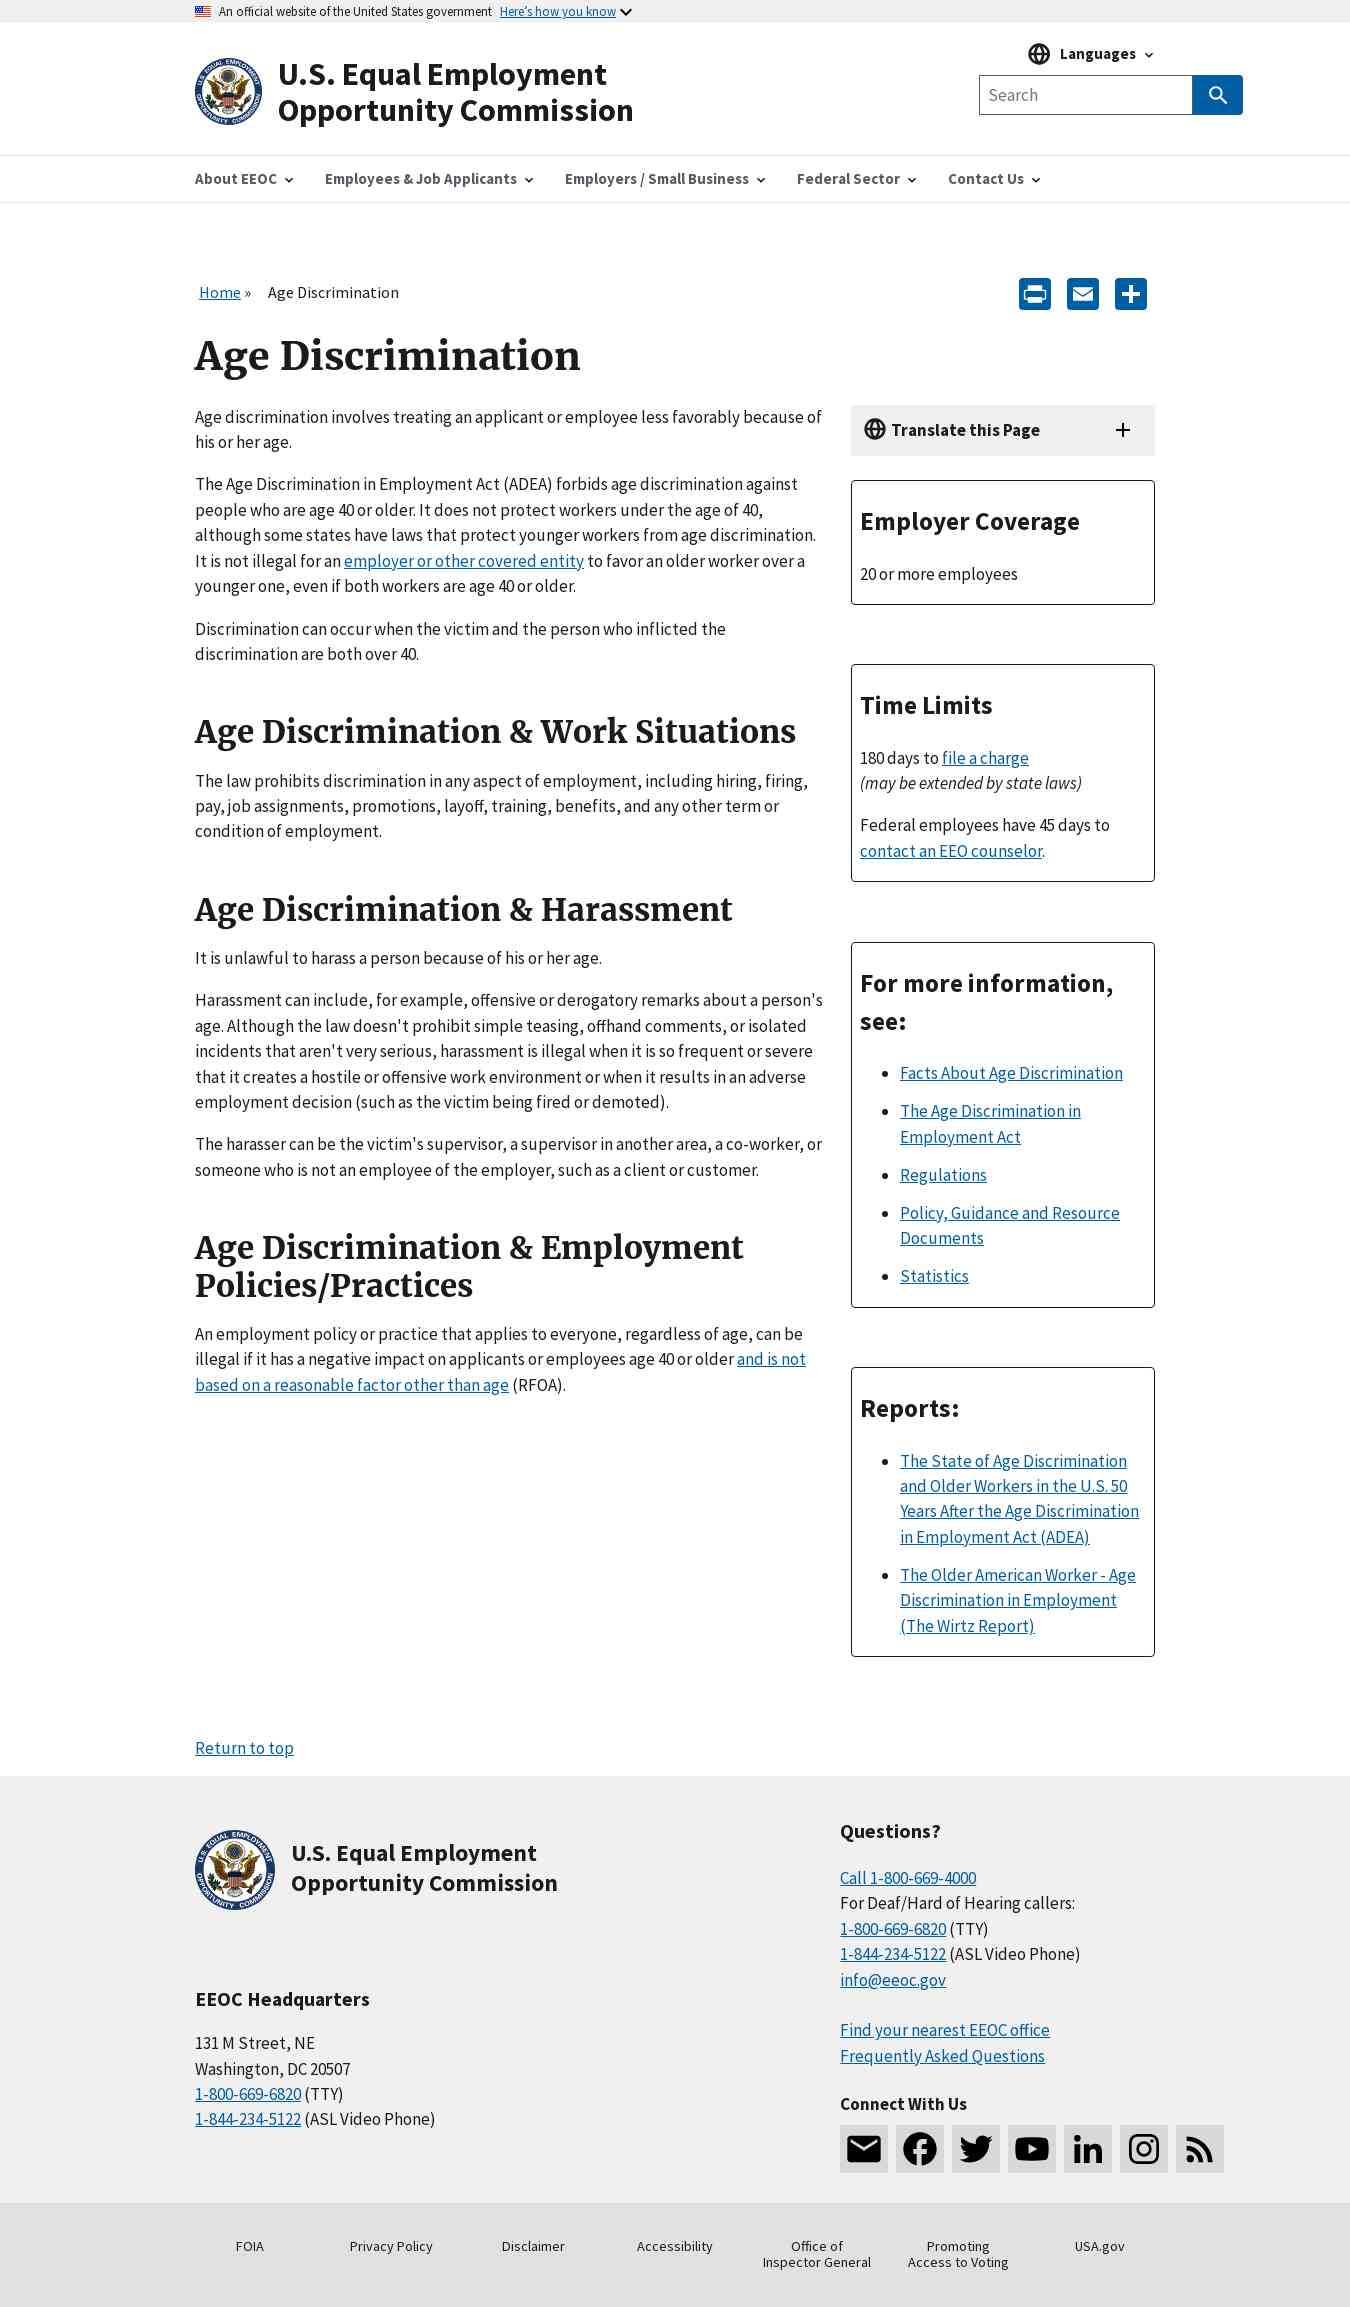 An official website of the United States government Here's how you know
U.S. Equal Employment
Opportunity Commission
Languages
Search
About EEOC
Employees & Job Applicants
Employers / Small Business
Federal Sector
Contact Us
Home » Age Discrimination
Age Discrimination
Age discrimination involves treating an applicant or employee less favorably because of
his or her age.
The Age Discrimination in Employment Act (ADEA) forbids age discrimination against
people who are age 40 or older. It does not protect workers under the age of 40,
although some states have laws that protect younger workers from age discrimination.
It is not illegal for an employer or other covered entity to favor an older worker over a
younger one, even if both workers are age 40 or older.
Discrimination can occur when the victim and the person who inflicted the
discrimination are both over 40.
Age Discrimination & Work Situations
The law prohibits discrimination in any aspect of employment, including hiring, firing,
pay, job assignments, promotions, layoff, training, benefits, and any other term or
condition of employment.
Age Discrimination & Harassment
It is unlawful to harass a person because of his or her age.
Harassment can include, for example, offensive or derogatory remarks about a person's
age. Although the law doesn't prohibit simple teasing, offhand comments, or isolated
incidents that aren't very serious, harassment is illegal when it is so frequent or severe
that it creates a hostile or offensive work environment or when it results in an adverse
employment decision (such as the victim being fired or demoted).
The harasser can be the victim's supervisor, a supervisor in another area, a co-worker, or
someone who is not an employee of the employer, such as a client or customer.
Age Discrimination & Employment
Policies/Practices
An employment policy or practice that applies to everyone, regardless of age, can be
illegal if it has a negative impact on applicants or employees age 40 or older and is not
based on a reasonable factor other than age (RFOA).
Translate this Page
Employer Coverage
20 or more employees
Time Limits
180 days to file a charge
(may be extended by state laws)
Federal employees have 45 days to
contact an EEO counselor.
For more information,
see:
Facts About Age Discrimination
The Age Discrimination in
Employment Act
Regulations
Policy, Guidance and Resource
Documents
Statistics
Reports:
The State of Age Discrimination
and Older Workers in the U.S. 50
Years After the Age Discrimination
in Employment Act (ADEA)
The Older American Worker - Age
Discrimination in Employment
(The Wirtz Report)
Return to top
U.S. EQUAL EMPLOYMENT OPPORTUNITY COMMISSION
U.S. Equal Employment
Opportunity Commission
EEOC Headquarters
131 M Street, NE
Washington, DC 20507
1-800-669-6820 (TTY)
1-844-234-5122 (ASL Video Phone)
Questions?
Call 1-800-669-4000
For Deaf/Hard of Hearing callers:
1-800-669-6820 (TTY)
1-844-234-5122 (ASL Video Phone)
info@eeoc.gov
Find your nearest EEOC office
Frequently Asked Questions
Connect With Us
FOIA
Privacy Policy
Disclaimer
Accessibility
Office of
Inspector General
Promoting
Access to Voting
USA.gov